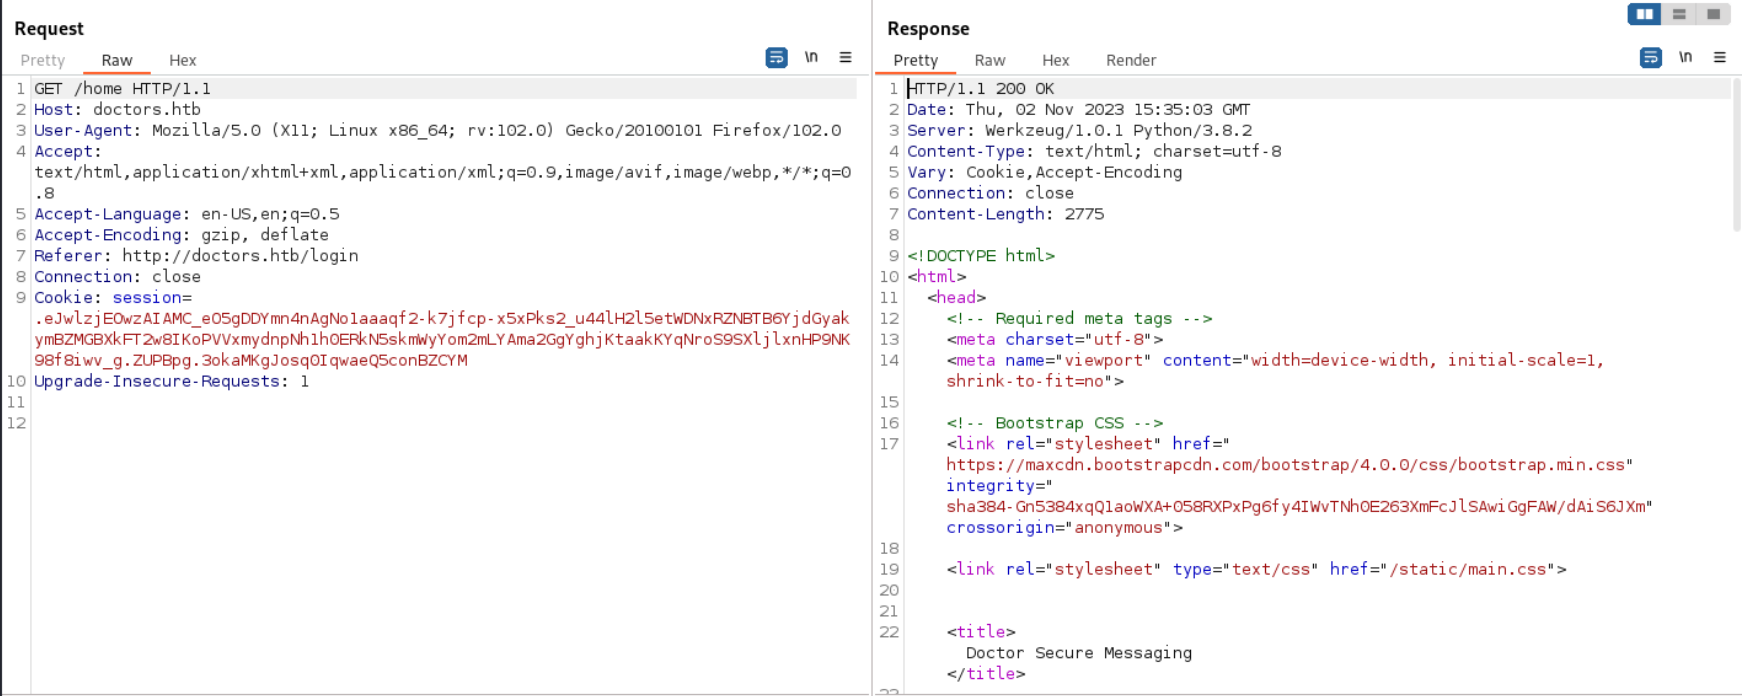 Request
Pretty Raw Hex
\n
1 GET /home HTTP/1.1
2 Host: doctors.htb
3 User-Agent: Mozilla/5.0 (X11; Linux x86_64; rv:102.0) Gecko/20100101 Firefox/102.0
4 Accept:
text/html,application/xhtml+xml,application/xml;q=0.9,image/avif,image/webp,*/*;q=0
.8
5 Accept-Language: en-US,en;q=0.5
6 Accept-Encoding: gzip, deflate
7 Referer: http://doctors.htb/login
8 Connection: close
9 Cookie: session=
.eJwlzjEOwzAIAMC_eO5gDDYmn4nAgNo1aaaqf2-k7jfcp-x5xPks2_u44lH2l5etWDNxRZNBTB6YjdGyak
ymBZMGBXkFT2w8IKoPVVxmydnpNh1h0ERkN5skmWyYom2mLYAma2GgYghjKtaakKYqNroS9SXljlxnHP9NK
98f8iwv_g.ZUPBpg.3okaMKgJosq0IqwaeQ5conBZCYM
10 Upgrade-Insecure-Requests: 1
11
12
Response
Pretty Raw Hex Render
\n
1 HTTP/1.1 200 OK
2 Date: Thu, 02 Nov 2023 15:35:03 GMT
3 Server: Werkzeug/1.0.1 Python/3.8.2
4 Content-Type: text/html; charset=utf-8
5 Vary: Cookie,Accept-Encoding
6 Connection: close
7 Content-Length: 2775
8
9 <!DOCTYPE html>
10 <html>
11 <head>
12 <!-- Required meta tags -->
13 <meta charset="utf-8">
14 <meta name="viewport" content="width=device-width, initial-scale=1,
shrink-to-fit=no">
15
16 <!-- Bootstrap CSS -->
17 <link rel="stylesheet" href="
https://maxcdn.bootstrapcdn.com/bootstrap/4.0.0/css/bootstrap.min.css"
integrity="
sha384-Gn5384xqQ1aoWXA+058RXPxPg6fy4IWvTNh0E263XmFcJlSAwiGgFAW/dAiS6JXm"
crossorigin="anonymous">
18
19 <link rel="stylesheet" type="text/css" href="/static/main.css">
20
21
22 <title>
Doctor Secure Messaging
</title>